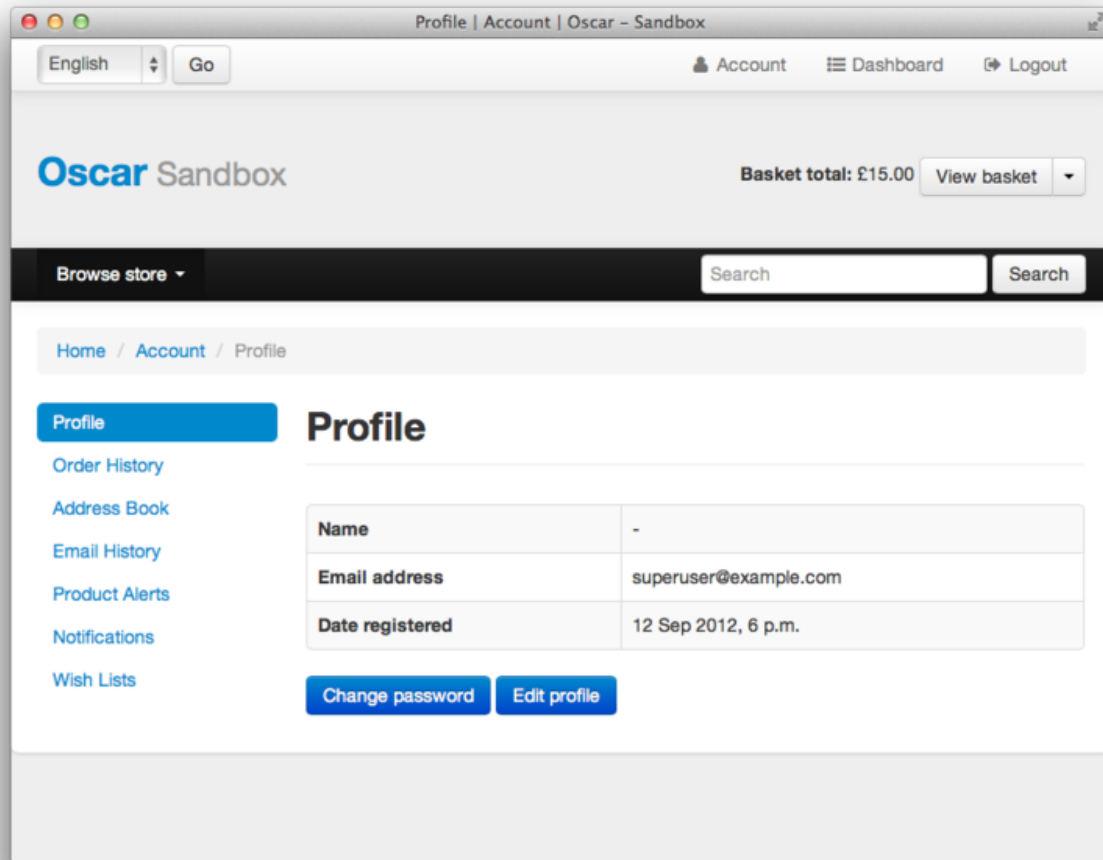 Profile | Account | Oscar – Sandbox
English Go Account Dashboard Logout
Oscar Sandbox Basket total: £15.00 View basket
Browse store Search Search
Home / Account / Profile
Profile
Order History
Address Book
Email History
Product Alerts
Notifications
Wish Lists
Profile
Name -
Email address superuser@example.com
Date registered 12 Sep 2012, 6 p.m.
Change password Edit profile